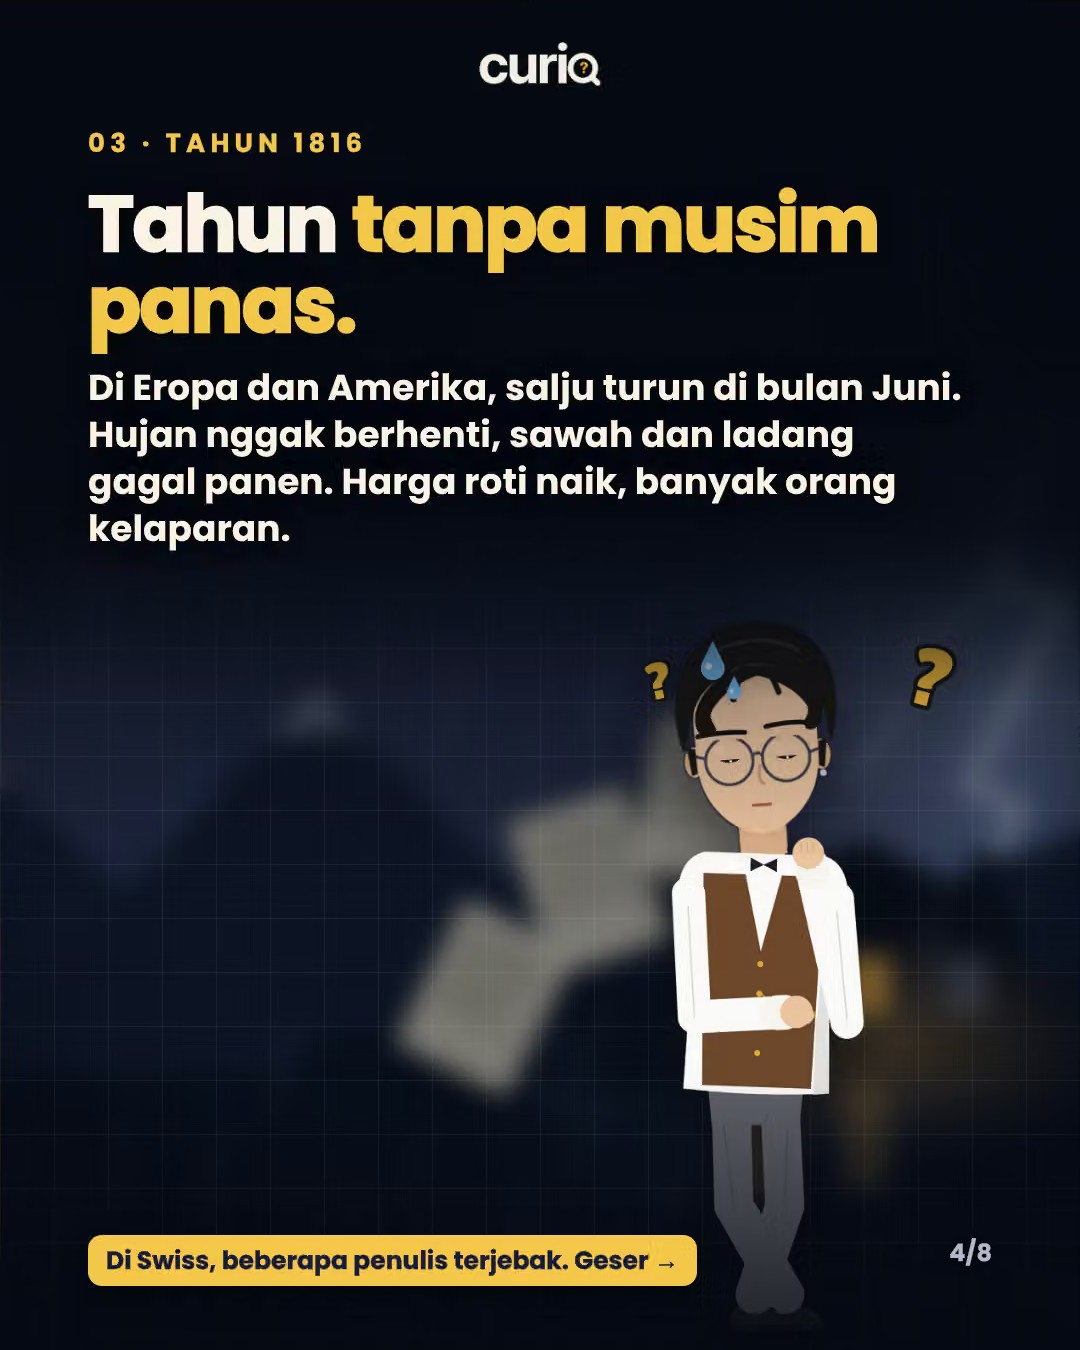 curio
03 · TAHUN 1816
Tahun tanpa musim
panas.
Di Eropa dan Amerika, salju turun di bulan Juni.
Hujan nggak berhenti, sawah dan ladang
gagal panen. Harga roti naik, banyak orang
kelaparan.
?
?
Di Swiss, beberapa penulis terjebak. Geser →
4/8